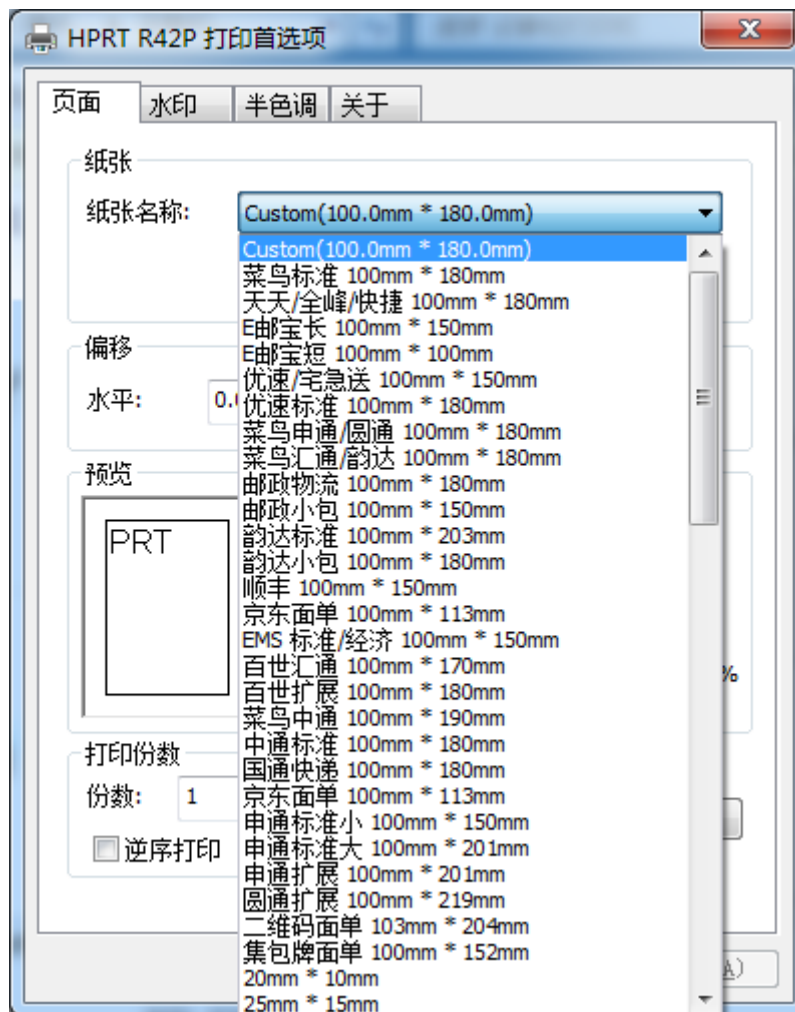 HPRT R42P 打印首选项
页面 水印 半色调 关于
纸张
纸张名称: Custom(100.0mm * 180.0mm)
Custom(100.0mm * 180.0mm)
菜鸟标准 100mm * 180mm
天天/全峰/快捷 100mm * 180mm
E邮宝长 100mm * 150mm
E邮宝短 100mm * 100mm
优速/宅急送 100mm * 150mm
优速标准 100mm * 180mm
菜鸟申通/圆通 100mm * 180mm
菜鸟汇通/韵达 100mm * 180mm
邮政物流 100mm * 180mm
邮政小包 100mm * 150mm
韵达标准 100mm * 203mm
韵达小包 100mm * 180mm
顺丰 100mm * 150mm
京东面单 100mm * 113mm
EMS 标准/经济 100mm * 150mm
百世汇通 100mm * 170mm
百世扩展 100mm * 180mm
菜鸟中通 100mm * 190mm
中通标准 100mm * 180mm
国通快递 100mm * 180mm
京东面单 100mm * 113mm
申通标准小 100mm * 150mm
申通标准大 100mm * 201mm
申通扩展 100mm * 201mm
圆通扩展 100mm * 219mm
二维码面单 103mm * 204mm
集包牌面单 100mm * 152mm
20mm * 10mm
25mm * 15mm
偏移
水平: 0.
预览
PRT
%
打印份数
份数: 1
逆序打印
A)